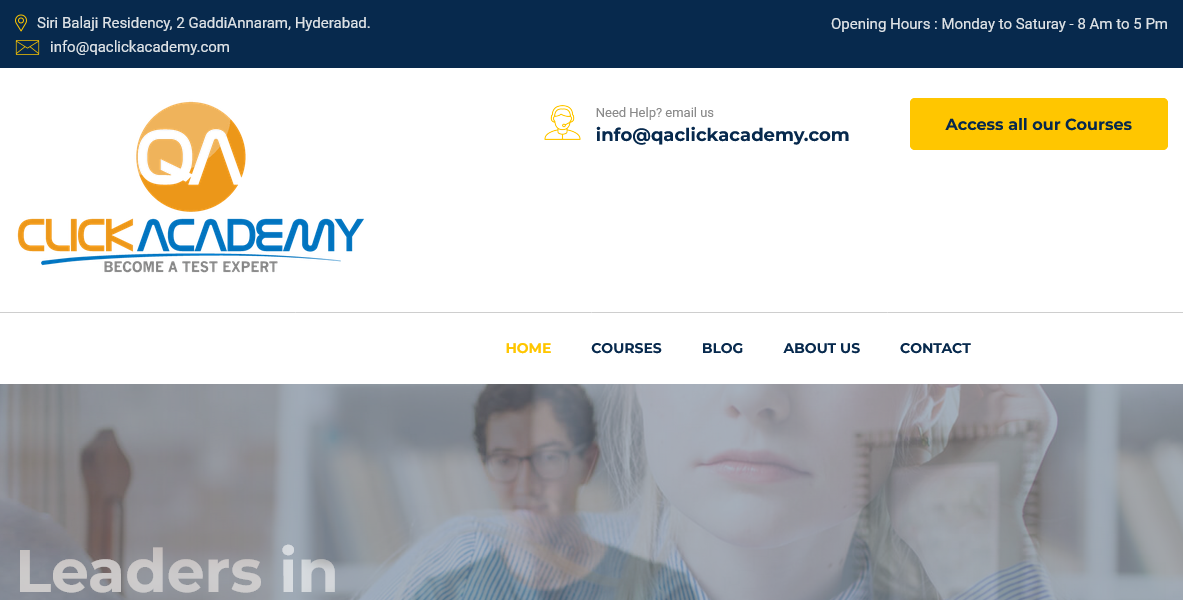 Siri Balaji Residency, 2 GaddiAnnaram, Hyderabad.
info@qaclickacademy.com
Opening Hours : Monday to Saturay - 8 Am to 5 Pm
QA
CLICKACADEMY
BECOME A TEST EXPERT
Need Help? email us
info@qaclickacademy.com
Access all our Courses
HOME COURSES BLOG ABOUT US CONTACT
Leaders in